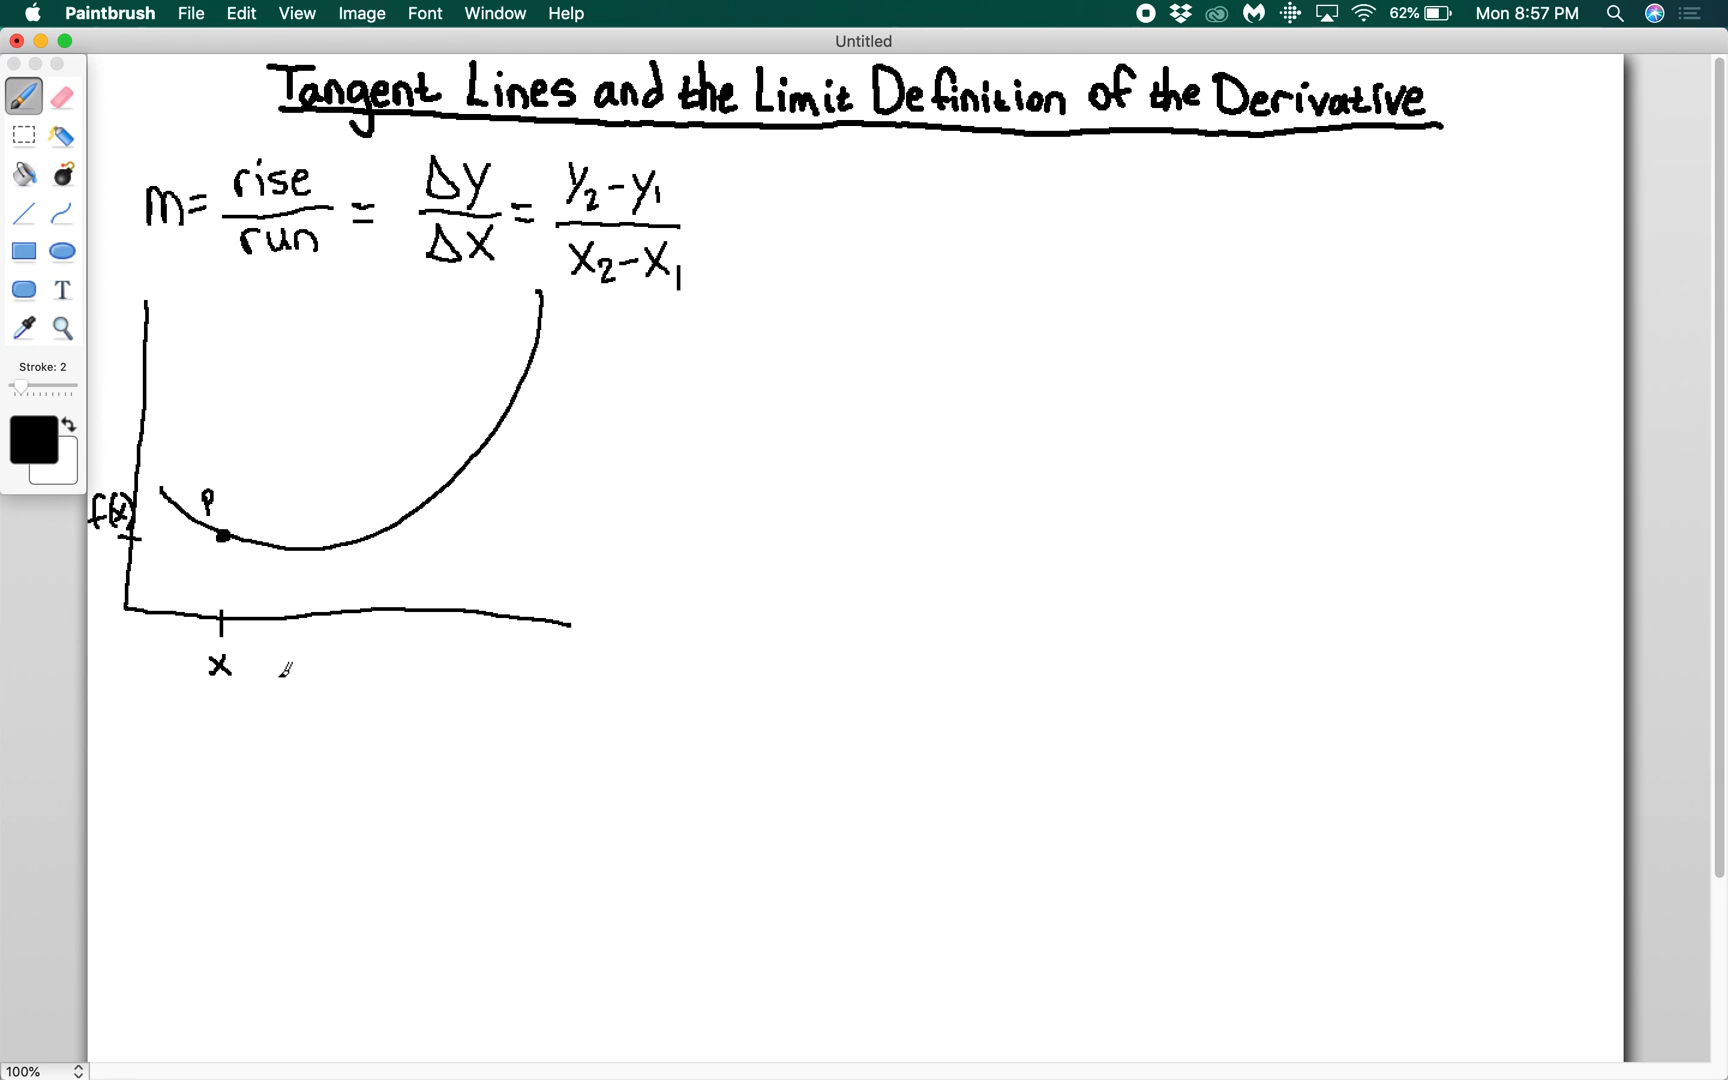 Paintbrush File Edit View Image Font Window Help 62% Mon 8:57 PM
Untitled
Tangent Lines and the Limit Definition of the Derivative
m = rise/run = Δy/Δx = y₂-y₁/x₂-x₁
T
Stroke: 2
f(x)
P
x
100%